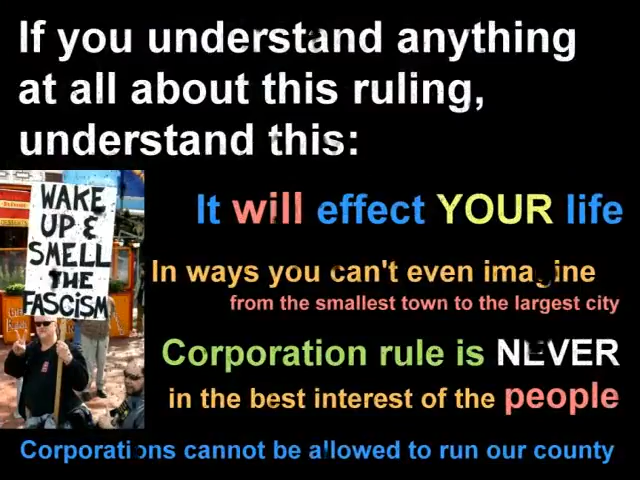 If you understand anything
at all about this ruling,
understand this:
WAKE
UP &
SMELL
THE
FASCISM
It will effect YOUR life
In ways you can't even imagine
from the smallest town to the largest city
Corporation rule is NEVER
in the best interest of the people
Corporations cannot be allowed to run our county